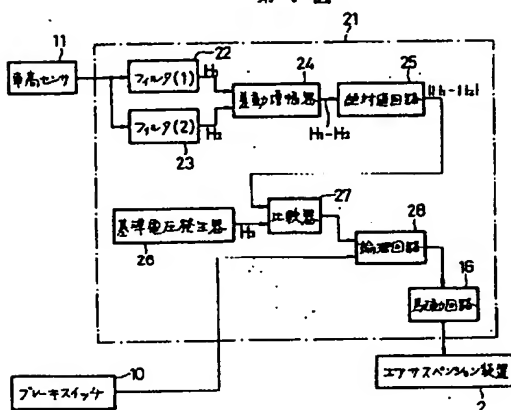 第 図
21
11
22
車高センサ
フィルタ(1)
H₁
24
25
差動増幅器
絶対値回路
|H₁-H₂|
フィルタ(2)
H₂
H₁-H₂
23
27
比較器
28
基準電圧発生器
H₀
論理回路
26
16
駆動回路
10
ブレーキスイッチ
エアサスペンション装置
2